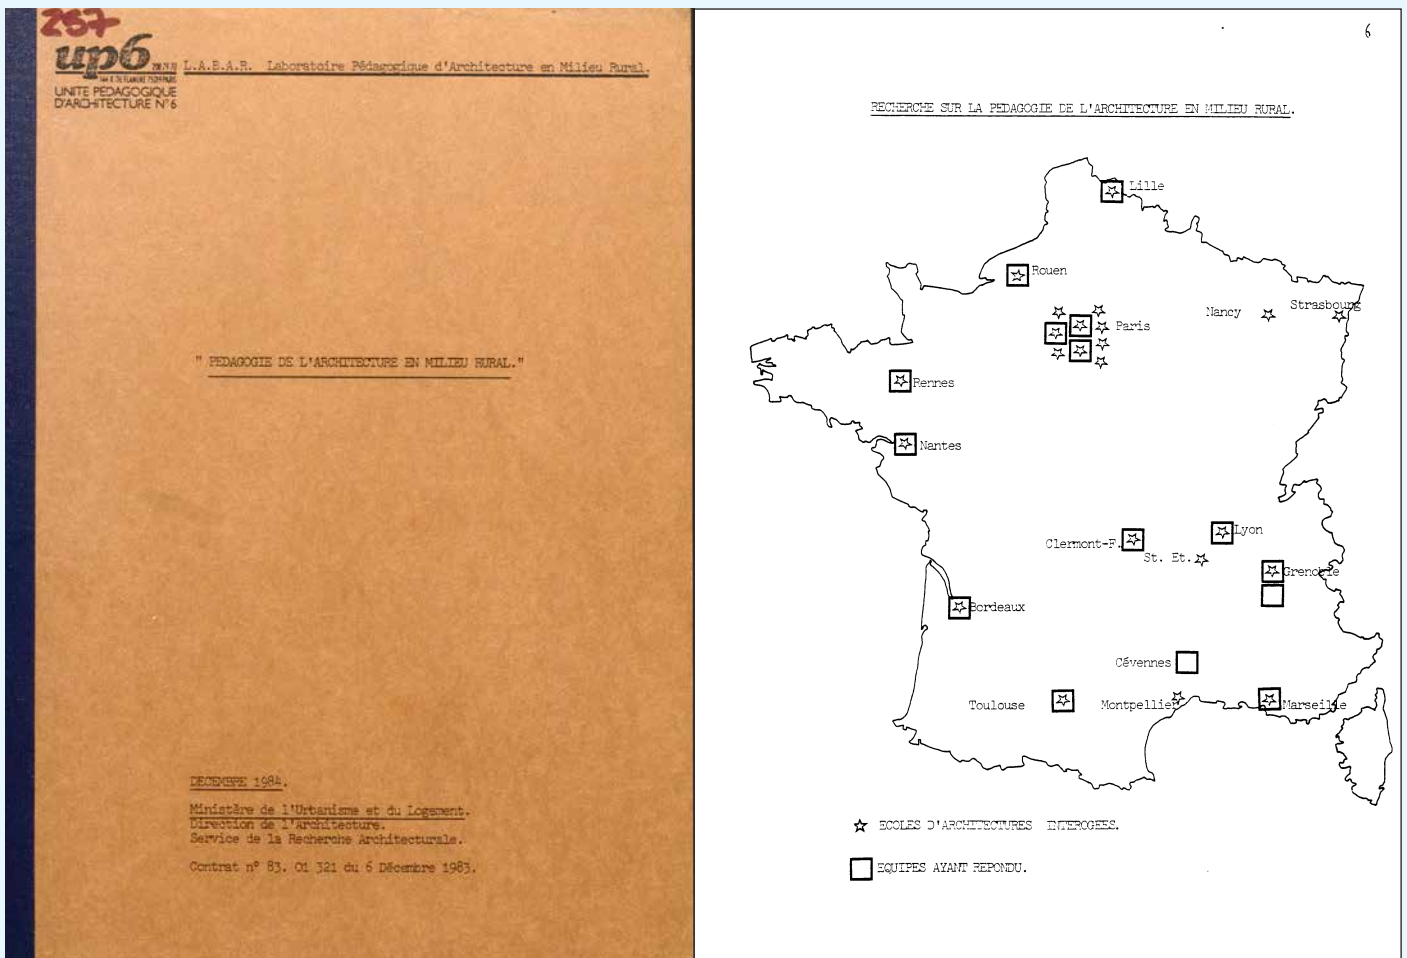 257
up6
UNITE PEDAGOGIQUE
D'ARCHITECTURE N°6
L.A.B.A.R. Laboratoire Pédagogique d'Architecture en Milieu Rural.
" PEDAGOGIE DE L'ARCHITECTURE EN MILIEU RURAL."
DECEMBRE 1984.
Ministère de l'Urbanisme et du Logement.
Direction de l'Architecture.
Service de la Recherche Architecturale.
Contrat n° 83. 01 321 du 6 Décembre 1983.
6
RECHERCHE SUR LA PEDAGOGIE DE L'ARCHITECTURE EN MILIEU RURAL.
Lille
Rouen
Nancy
Strasbourg
Paris
Rennes
Nantes
Lyon
Clermont-F.
St. Et.
Grenoble
Bordeaux
Cévennes
Toulouse
Montpellier
Marseille
ECOLES D'ARCHITECTURES INTEROGEES.
EQUIPES AYANT REPONDU.